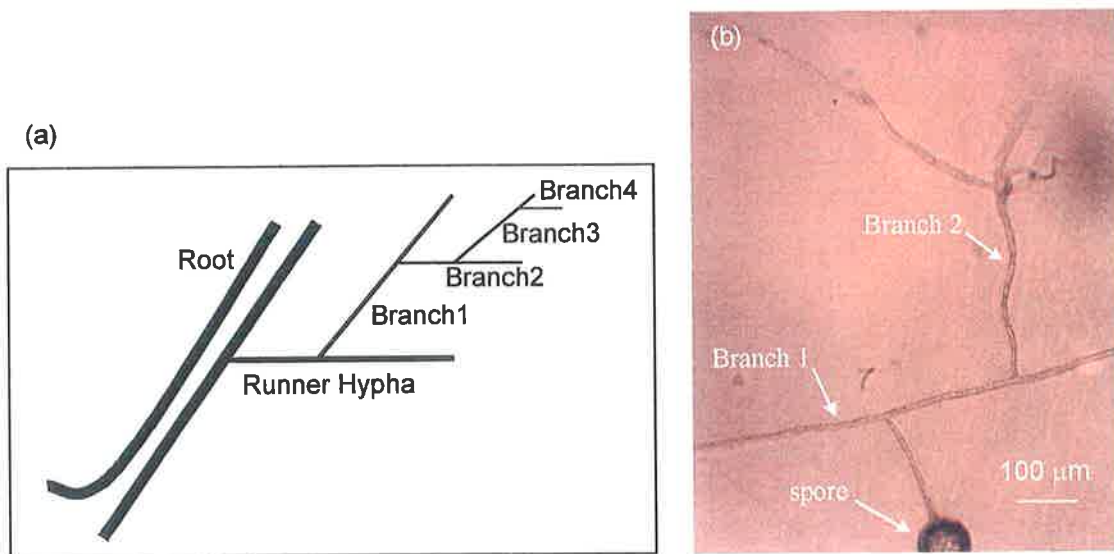 (a)
Root
Runner Hypha
Branch1
Branch2
Branch3
Branch4
(b)
Branch 2
Branch 1
spore
100 µm